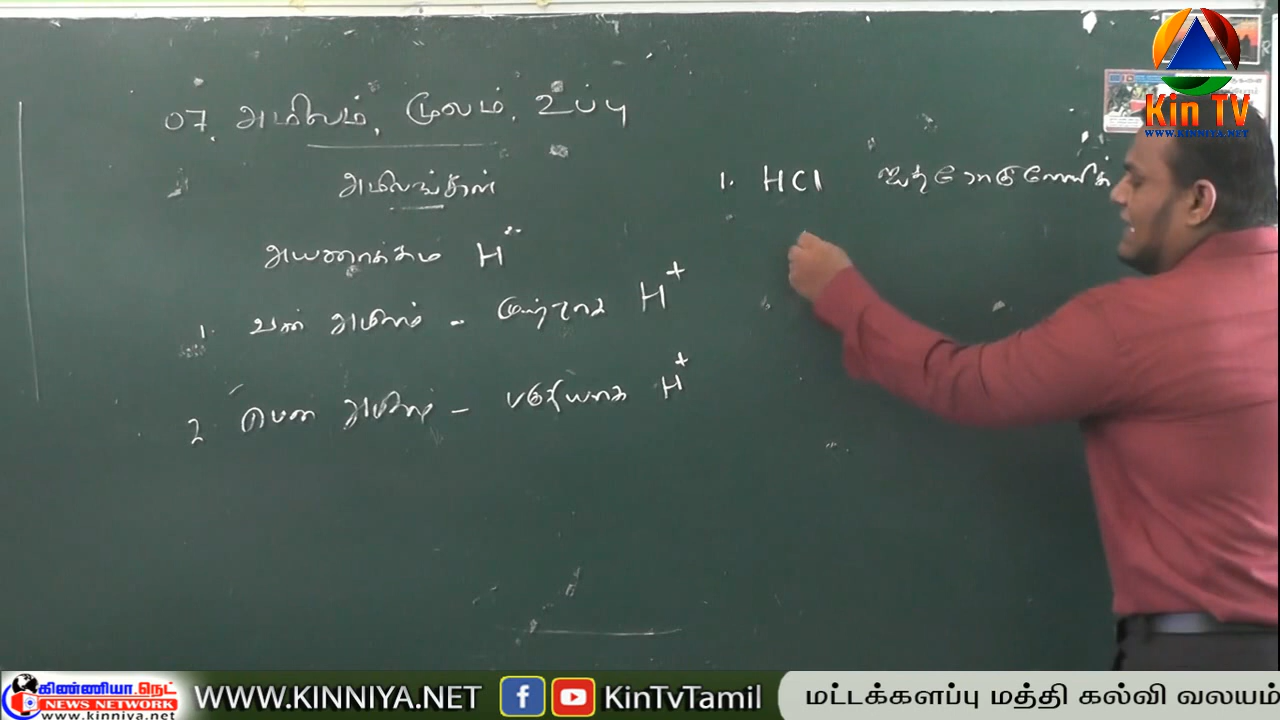 07. அமிலம், மூலம், உப்பு
அமிலங்கள்
அயனாக்கம் H⁺
1. வன் அமிலம் - முற்றாக H⁺
2 மென் அமிலம் - பகுதியாக H⁺
1. HCl ஐதரோகுளோரிக்
Kin TV
WWW.KINNIYA.NET
கிண்ணியா.நெட்
NEWS NETWORK
www.kinniya.net
WWW.KINNIYA.NET
KinTvTamil
மட்டக்களப்பு மத்தி கல்வி வலயம்